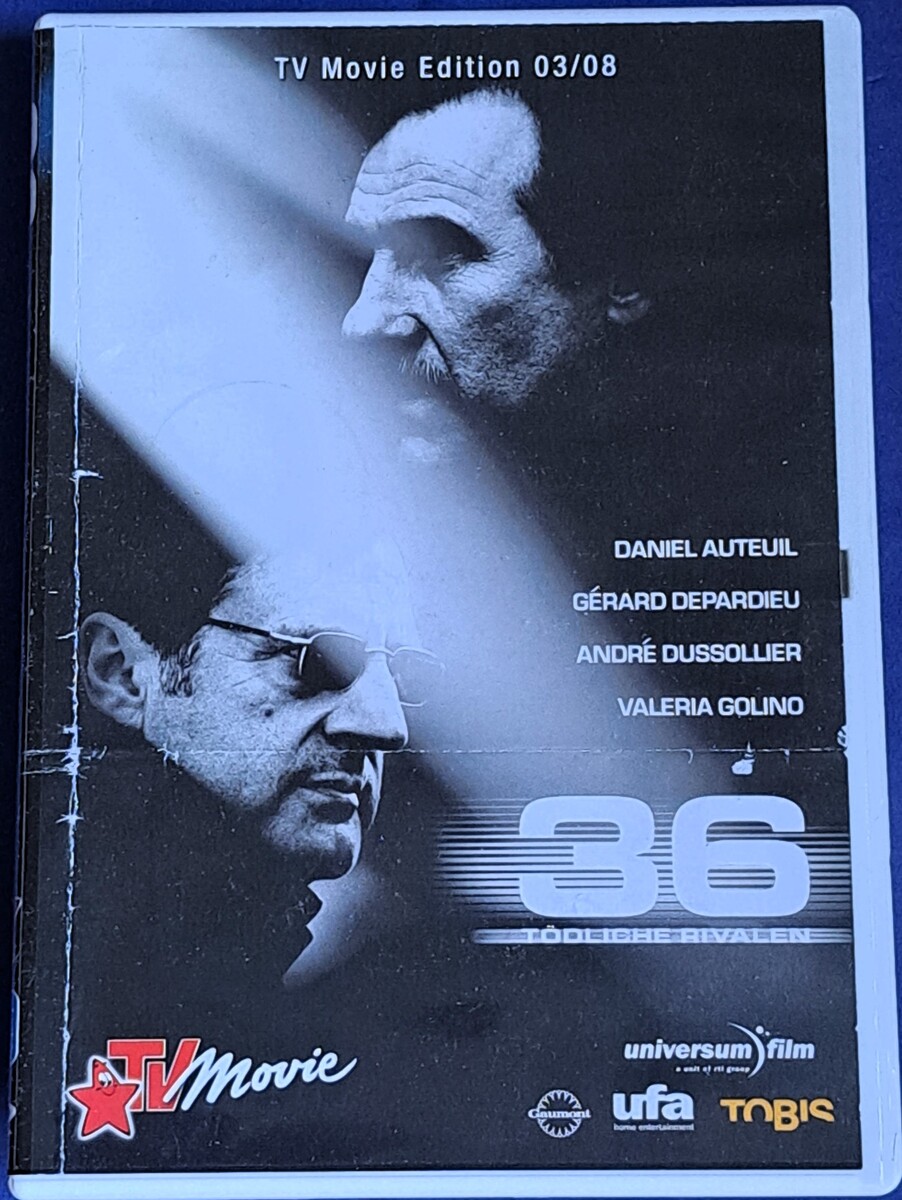 TV Movie Edition 03/08
DANIEL AUTEUIL
GÉRARD DEPARDIEU
ANDRÉ DUSSOLLIER
VALERIA GOLINO
36
TÖDLICHE RIVALEN
TV Movie
universum film
a unit of rtl group
Gaumont
ufa
home entertainment
TOBIS